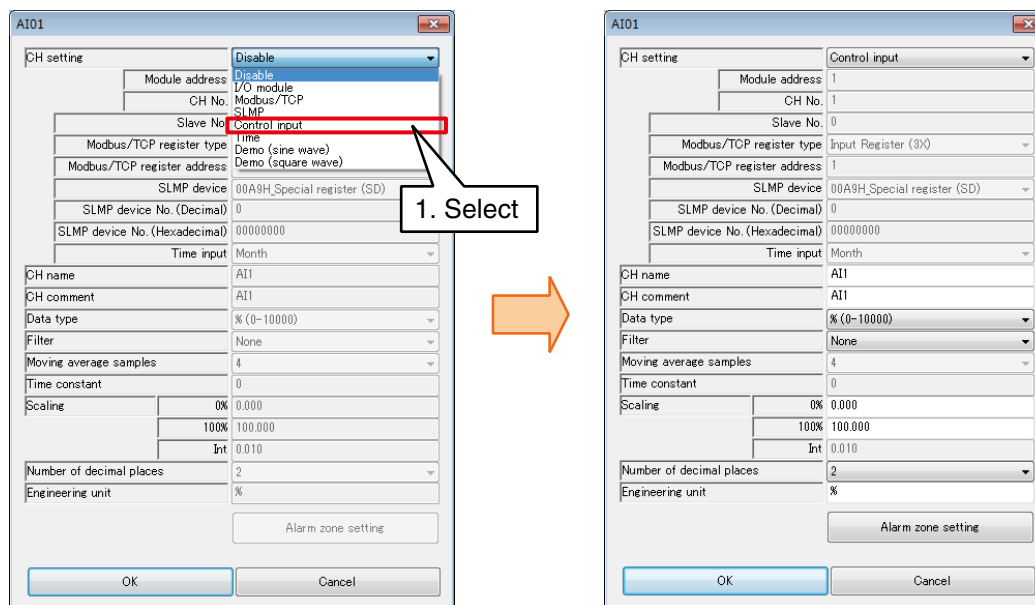 AI01
CH setting Disable
Disable
I/O module
Modbus/TCP
SLMP
Control input
Time
Demo (sine wave)
Demo (square wave)
Module address
CH No.
Slave No
Modbus/TCP register type
Modbus/TCP register address
SLMP device 00A9H_Special register (SD)
SLMP device No. (Decimal) 0
SLMP device No. (Hexadecimal) 00000000
Time input Month
CH name AI1
CH comment AI1
Data type % (0-10000)
Filter None
Moving average samples 4
Time constant 0
Scaling 0% 0.000
100% 100.000
Int 0.010
Number of decimal places 2
Engineering unit %
Alarm zone setting
OK Cancel
1. Select
AI01
CH setting Control input
Module address 1
CH No. 1
Slave No. 0
Modbus/TCP register type Input Register (3X)
Modbus/TCP register address 1
SLMP device 00A9H_Special register (SD)
SLMP device No. (Decimal) 0
SLMP device No. (Hexadecimal) 00000000
Time input Month
CH name AI1
CH comment AI1
Data type % (0-10000)
Filter None
Moving average samples 4
Time constant 0
Scaling 0% 0.000
100% 100.000
Int 0.010
Number of decimal places 2
Engineering unit %
Alarm zone setting
OK Cancel